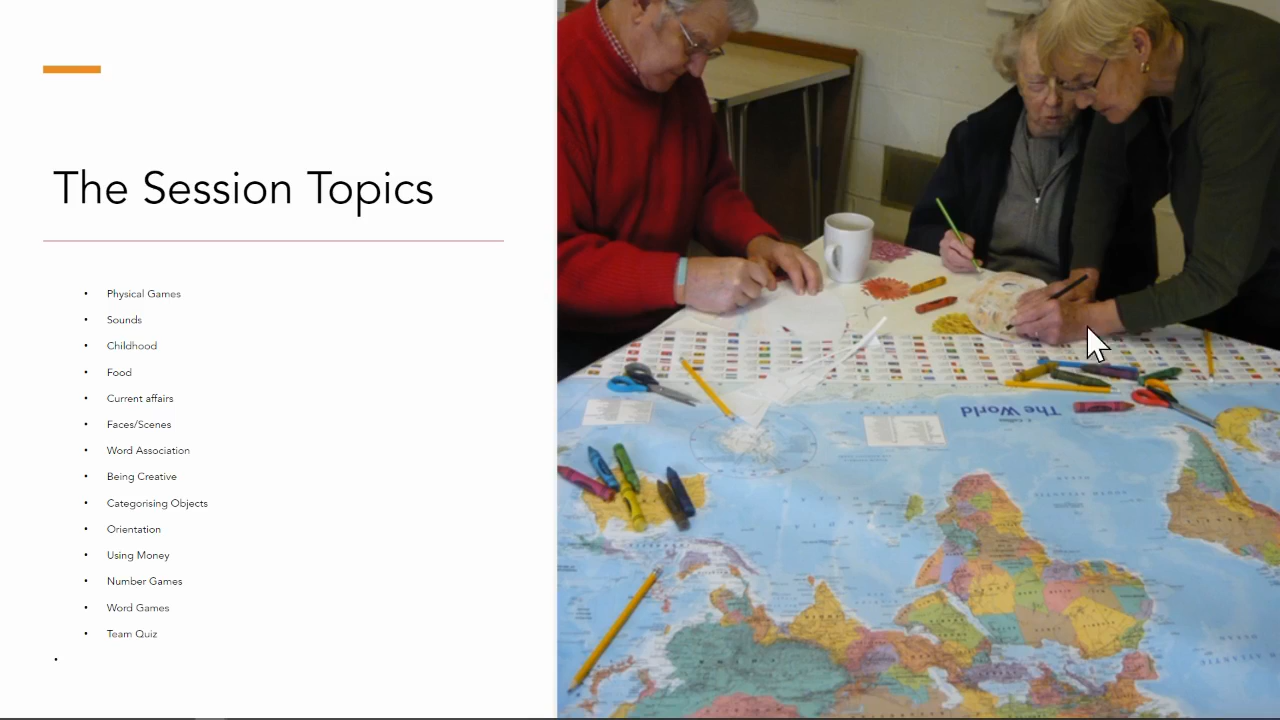 The Session Topics
• Physical Games
• Sounds
• Childhood
• Food
• Current affairs
• Faces/Scenes
• Word Association
• Being Creative
• Categorising Objects
• Orientation
• Using Money
• Number Games
• Word Games
• Team Quiz
•
The World